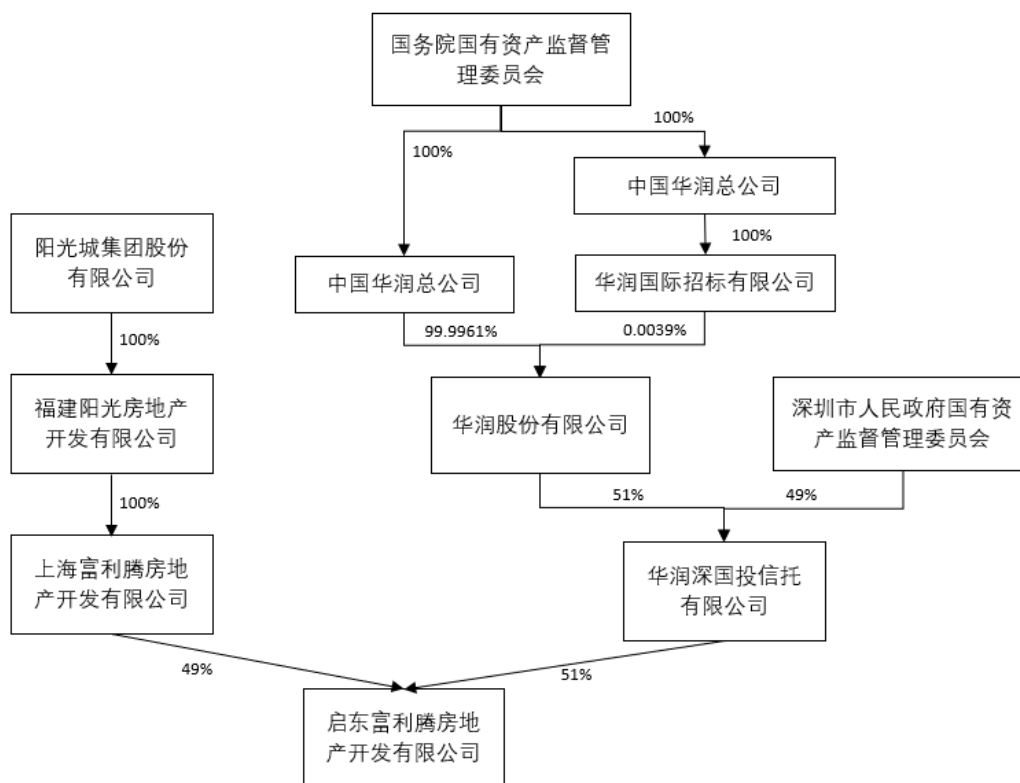 国务院国有资产监督管
理委员会
100%
100%
中国华润总公司
阳光城集团股份
有限公司
100%
中国华润总公司
华润国际招标有限公司
100%
99.9961%
0.0039%
福建阳光房地产
开发有限公司
华润股份有限公司
深圳市人民政府国有资
产监督管理委员会
100%
51%
49%
上海富利腾房地
产开发有限公司
华润深国投信托
有限公司
49%
51%
启东富利腾房地
产开发有限公司